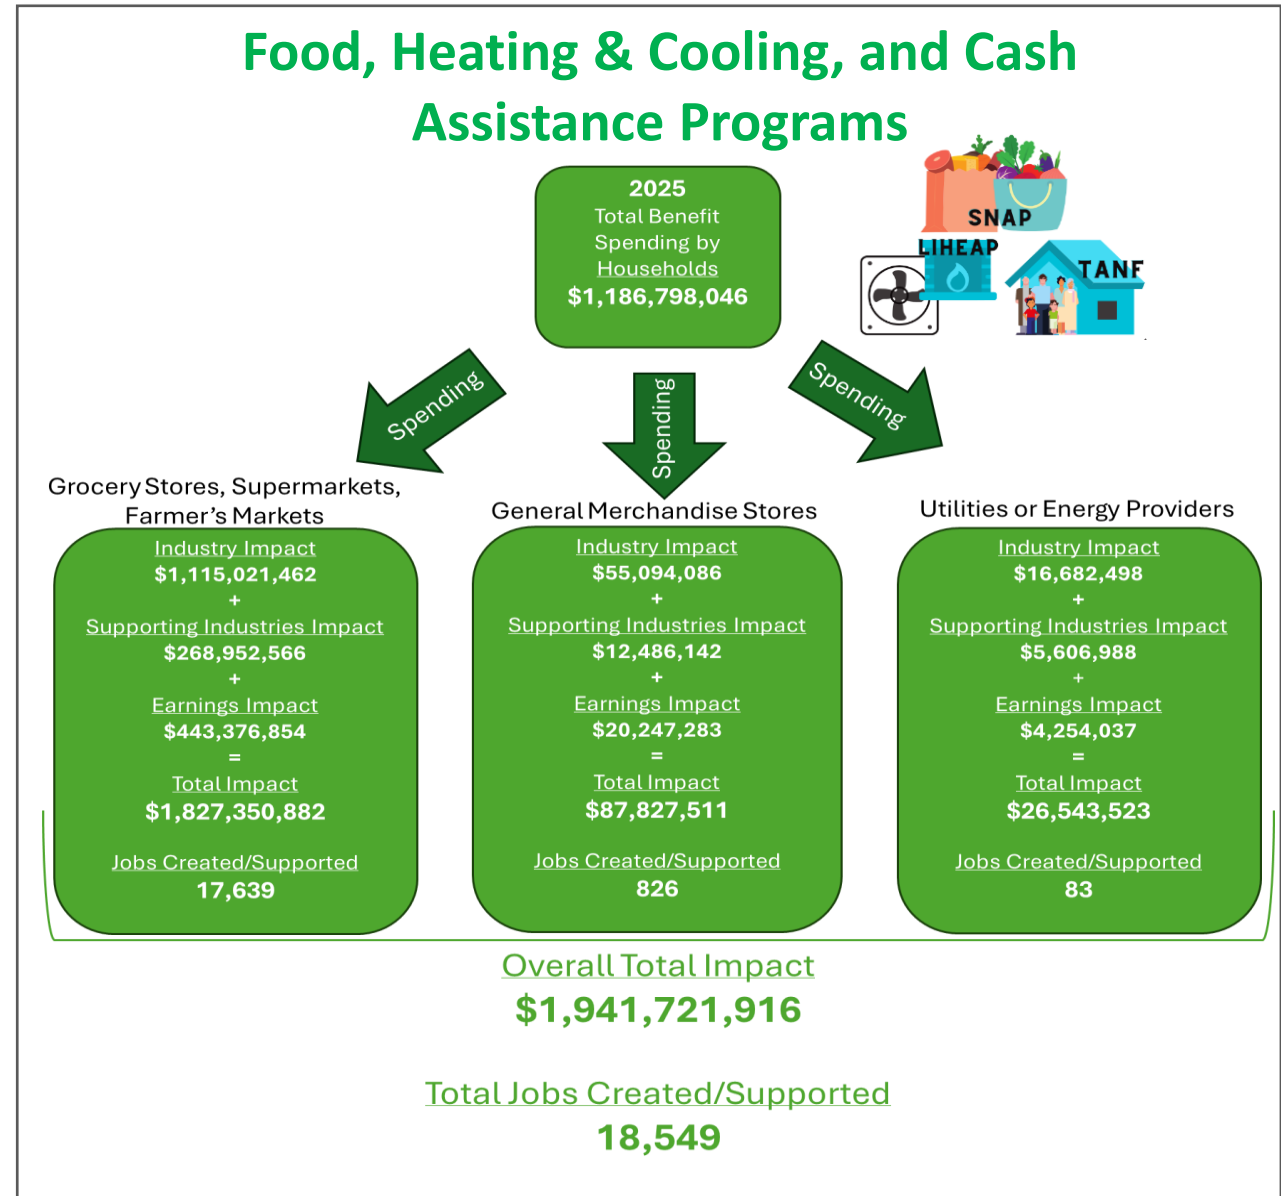 Food, Heating & Cooling, and Cash
Assistance Programs
2025
Total Benefit
Spending by
Households
$1,186,798,046
SNAP
LIHEAP
TANF
Spending
Spending
Spending
Grocery Stores, Supermarkets,
Farmer’s Markets
Industry Impact
$1,115,021,462
+
Supporting Industries Impact
$268,952,566
+
Earnings Impact
$443,376,854
=
Total Impact
$1,827,350,882
Jobs Created/Supported
17,639
General Merchandise Stores
Industry Impact
$55,094,086
+
Supporting Industries Impact
$12,486,142
+
Earnings Impact
$20,247,283
=
Total Impact
$87,827,511
Jobs Created/Supported
826
Utilities or Energy Providers
Industry Impact
$16,682,498
+
Supporting Industries Impact
$5,606,988
+
Earnings Impact
$4,254,037
=
Total Impact
$26,543,523
Jobs Created/Supported
83
Overall Total Impact
$1,941,721,916
Total Jobs Created/Supported
18,549